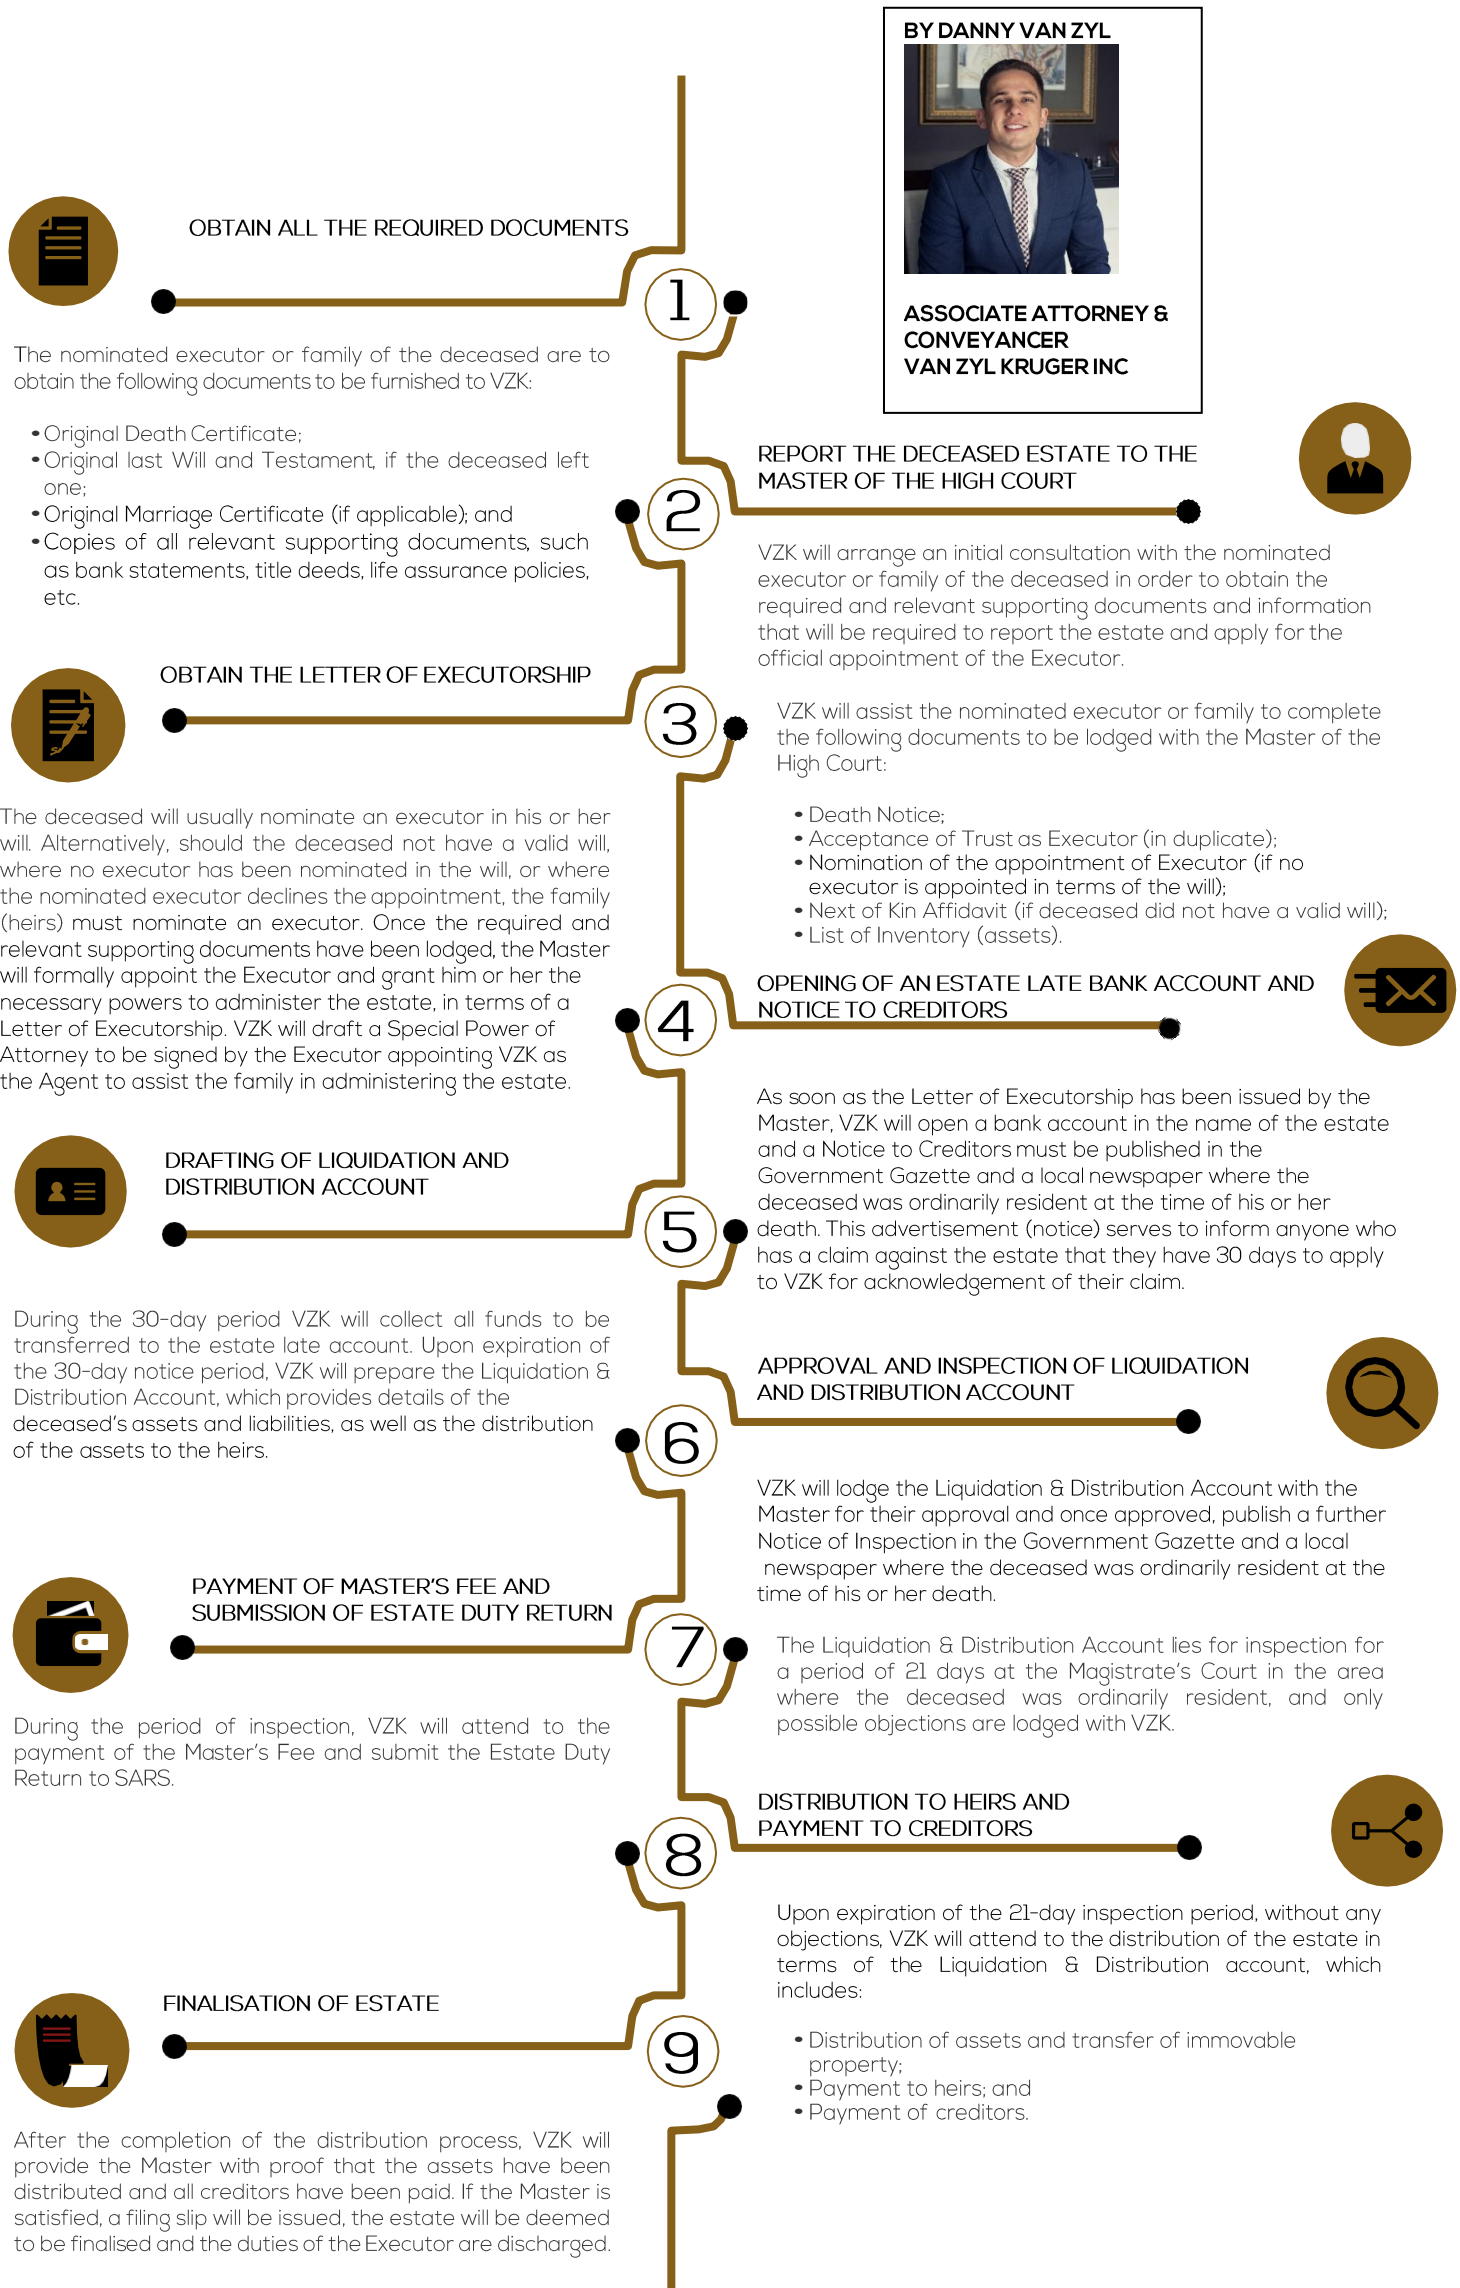 BY DANNY VAN ZYL
ASSOCIATE ATTORNEY &
CONVEYANCER
VAN ZYL KRUGER INC
OBTAIN ALL THE REQUIRED DOCUMENTS
1
The nominated executor or family of the deceased are to
obtain the following documents to be furnished to VZK:
• Original Death Certificate;
• Original last Will and Testament, if the deceased left
one;
• Original Marriage Certificate (if applicable); and
• Copies of all relevant supporting documents, such
as bank statements, title deeds, life assurance policies,
etc.
REPORT THE DECEASED ESTATE TO THE
MASTER OF THE HIGH COURT
2
VZK will arrange an initial consultation with the nominated
executor or family of the deceased in order to obtain the
required and relevant supporting documents and information
that will be required to report the estate and apply for the
official appointment of the Executor.
VZK will assist the nominated executor or family to complete
the following documents to be lodged with the Master of the
High Court:
• Death Notice;
• Acceptance of Trust as Executor (in duplicate);
• Nomination of the appointment of Executor (if no
executor is appointed in terms of the will);
• Next of Kin Affidavit (if deceased did not have a valid will);
• List of Inventory (assets).
OBTAIN THE LETTER OF EXECUTORSHIP
3
The deceased will usually nominate an executor in his or her
will. Alternatively, should the deceased not have a valid will,
where no executor has been nominated in the will, or where
the nominated executor declines the appointment, the family
(heirs) must nominate an executor. Once the required and
relevant supporting documents have been lodged, the Master
will formally appoint the Executor and grant him or her the
necessary powers to administer the estate, in terms of a
Letter of Executorship. VZK will draft a Special Power of
Attorney to be signed by the Executor appointing VZK as
the Agent to assist the family in administering the estate.
OPENING OF AN ESTATE LATE BANK ACCOUNT AND
NOTICE TO CREDITORS
4
As soon as the Letter of Executorship has been issued by the
Master, VZK will open a bank account in the name of the estate
and a Notice to Creditors must be published in the
Government Gazette and a local newspaper where the
deceased was ordinarily resident at the time of his or her
death. This advertisement (notice) serves to inform anyone who
has a claim against the estate that they have 30 days to apply
to VZK for acknowledgement of their claim.
DRAFTING OF LIQUIDATION AND
DISTRIBUTION ACCOUNT
5
During the 30-day period VZK will collect all funds to be
transferred to the estate late account. Upon expiration of
the 30-day notice period, VZK will prepare the Liquidation &
Distribution Account, which provides details of the
deceased's assets and liabilities, as well as the distribution
of the assets to the heirs.
APPROVAL AND INSPECTION OF LIQUIDATION
AND DISTRIBUTION ACCOUNT
6
VZK will lodge the Liquidation & Distribution Account with the
Master for their approval and once approved, publish a further
Notice of Inspection in the Government Gazette and a local
newspaper where the deceased was ordinarily resident at the
time of his or her death.
The Liquidation & Distribution Account lies for inspection for
a period of 21 days at the Magistrate's Court in the area
where the deceased was ordinarily resident, and only
possible objections are lodged with VZK.
PAYMENT OF MASTER'S FEE AND
SUBMISSION OF ESTATE DUTY RETURN
7
During the period of inspection, VZK will attend to the
payment of the Master's Fee and submit the Estate Duty
Return to SARS.
DISTRIBUTION TO HEIRS AND
PAYMENT TO CREDITORS
8
Upon expiration of the 21-day inspection period, without any
objections, VZK will attend to the distribution of the estate in
terms of the Liquidation & Distribution account, which
includes:
• Distribution of assets and transfer of immovable
property;
• Payment to heirs; and
• Payment of creditors.
FINALISATION OF ESTATE
9
After the completion of the distribution process, VZK will
provide the Master with proof that the assets have been
distributed and all creditors have been paid. If the Master is
satisfied, a filing slip will be issued, the estate will be deemed
to be finalised and the duties of the Executor are discharged.